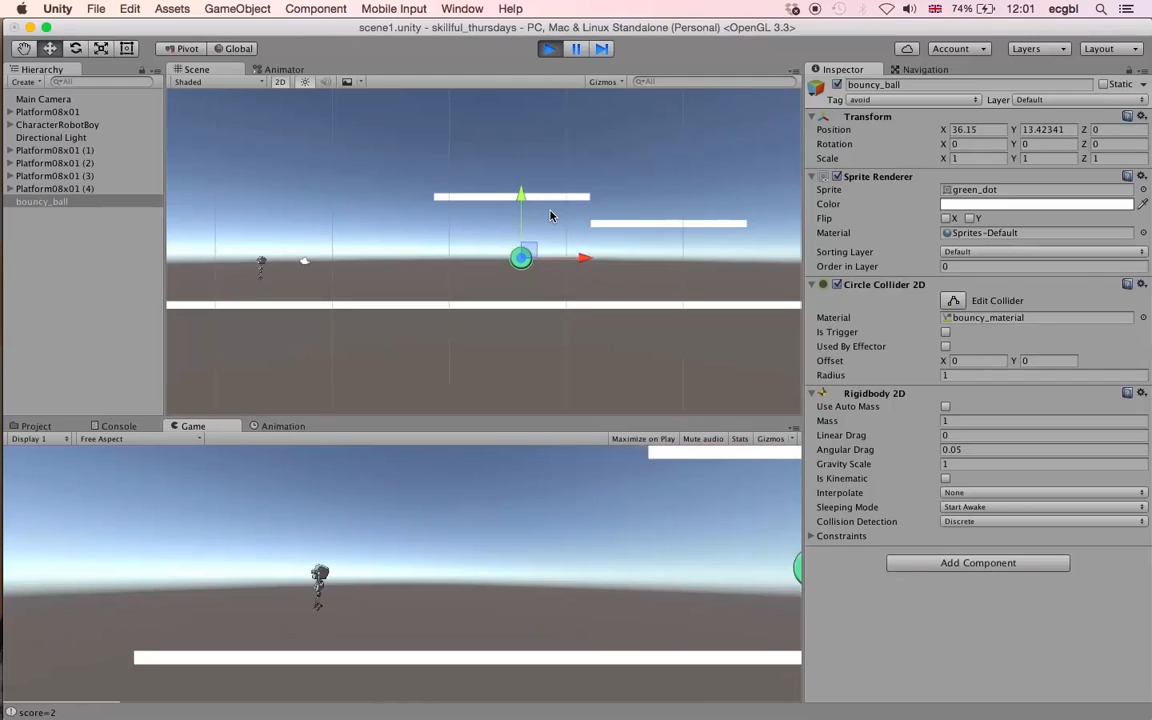 Unity File Edit Assets GameObject Component Mobile Input Window Help 74% 12:01 ecgbl
scene1.unity - skillful_thursdays - PC, Mac & Linux Standalone (Personal) <OpenGL 3.3>
Pivot Global Account Layers Layout
Hierarchy Scene Animator Inspector Navigation
Create All Shaded 2D Gizmos All
bouncy_ball Static
Tag avoid Layer Default
Main Camera
Platform08x01
CharacterRobotBoy
Directional Light
Platform08x01 (1)
Platform08x01 (2)
Platform08x01 (3)
Platform08x01 (4)
bouncy_ball
Transform
Position X 36.15 Y 13.42341 Z 0
Rotation X 0 Y 0 Z 0
Scale X 1 Y 1 Z 1
Sprite Renderer
Sprite green_dot
Color
Flip X Y
Material Sprites-Default
Sorting Layer Default
Order in Layer 0
Circle Collider 2D
Edit Collider
Material bouncy_material
Is Trigger
Used By Effector
Offset X 0 Y 0
Radius 1
Rigidbody 2D
Use Auto Mass
Mass 1
Linear Drag 0
Angular Drag 0.05
Gravity Scale 1
Is Kinematic
Interpolate None
Sleeping Mode Start Awake
Collision Detection Discrete
Constraints
Add Component
Project Console Game Animation
Display 1 Free Aspect Maximize on Play Mute audio Stats Gizmos
score=2